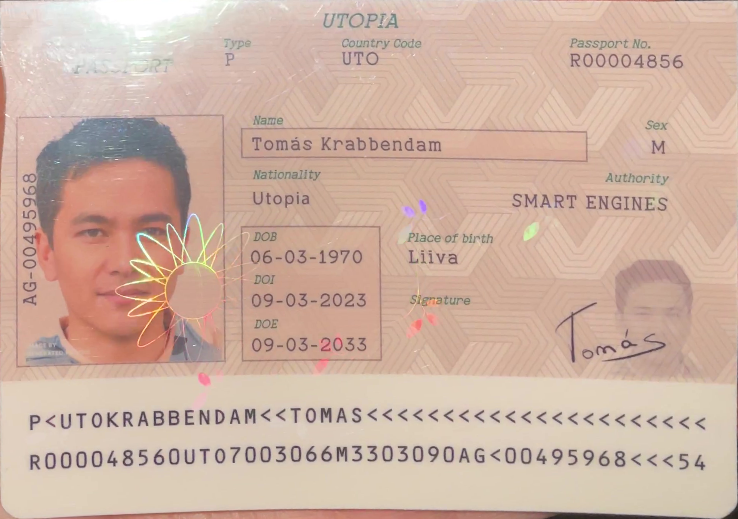 UTOPIA
PASSPORT
Type
P
Country Code
UTO
Passport No.
R00004856
Name
Tomás Krabbendam
Sex
M
Nationality
Utopia
Authority
SMART ENGINES
DOB
06-03-1970
Place of birth
Liiva
DOI
09-03-2023
Signature
DOE
09-03-2033
Tomás
AG-00495968
P<UTOKRABBENDAM<<TOMAS<<<<<<<<<<<<<<<<<<<<<<
R000048560UTO7003066M3303090AG<00495968<<<54